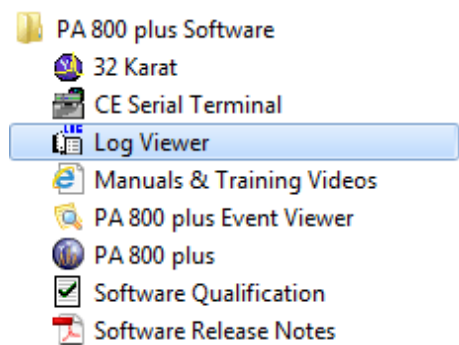 PA 800 plus Software
32 Karat
CE Serial Terminal
LOG
Log Viewer
Manuals & Training Videos
PA 800 plus Event Viewer
PA 800 plus
Software Qualification
Software Release Notes